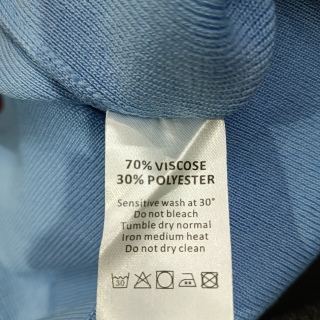 70% VISCOSE
30% POLYESTER
Sensitive wash at 30°
Do not bleach
Tumble dry normal
Iron medium heat
Do not dry clean
30